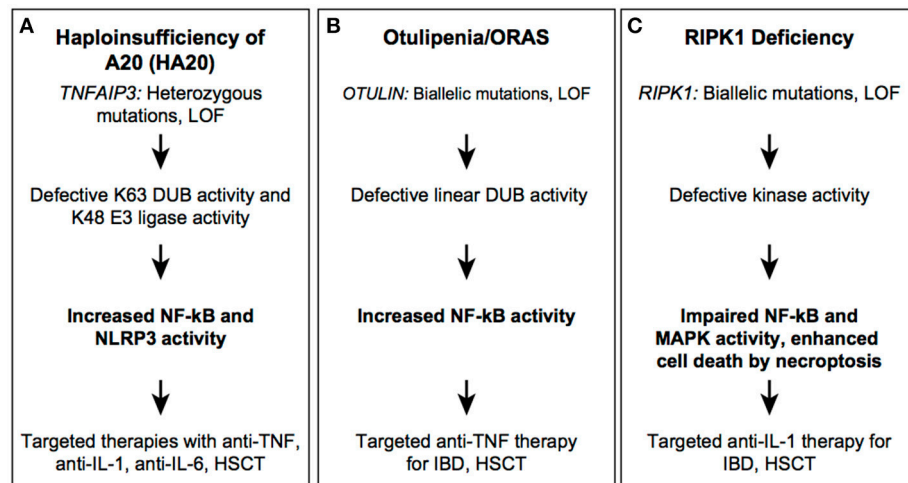 A
Haploinsufficiency of
A20 (HA20)
TNFAIP3: Heterozygous
mutations, LOF
Defective K63 DUB activity and
K48 E3 ligase activity
Increased NF-kB and
NLRP3 activity
Targeted therapies with anti-TNF,
anti-IL-1, anti-IL-6, HSCT
B
Otulipenia/ORAS
OTULIN: Biallelic mutations, LOF
Defective linear DUB activity
Increased NF-kB activity
Targeted anti-TNF therapy
for IBD, HSCT
C
RIPK1 Deficiency
RIPK1: Biallelic mutations, LOF
Defective kinase activity
Impaired NF-kB and
MAPK activity, enhanced
cell death by necroptosis
Targeted anti-IL-1 therapy for
IBD, HSCT